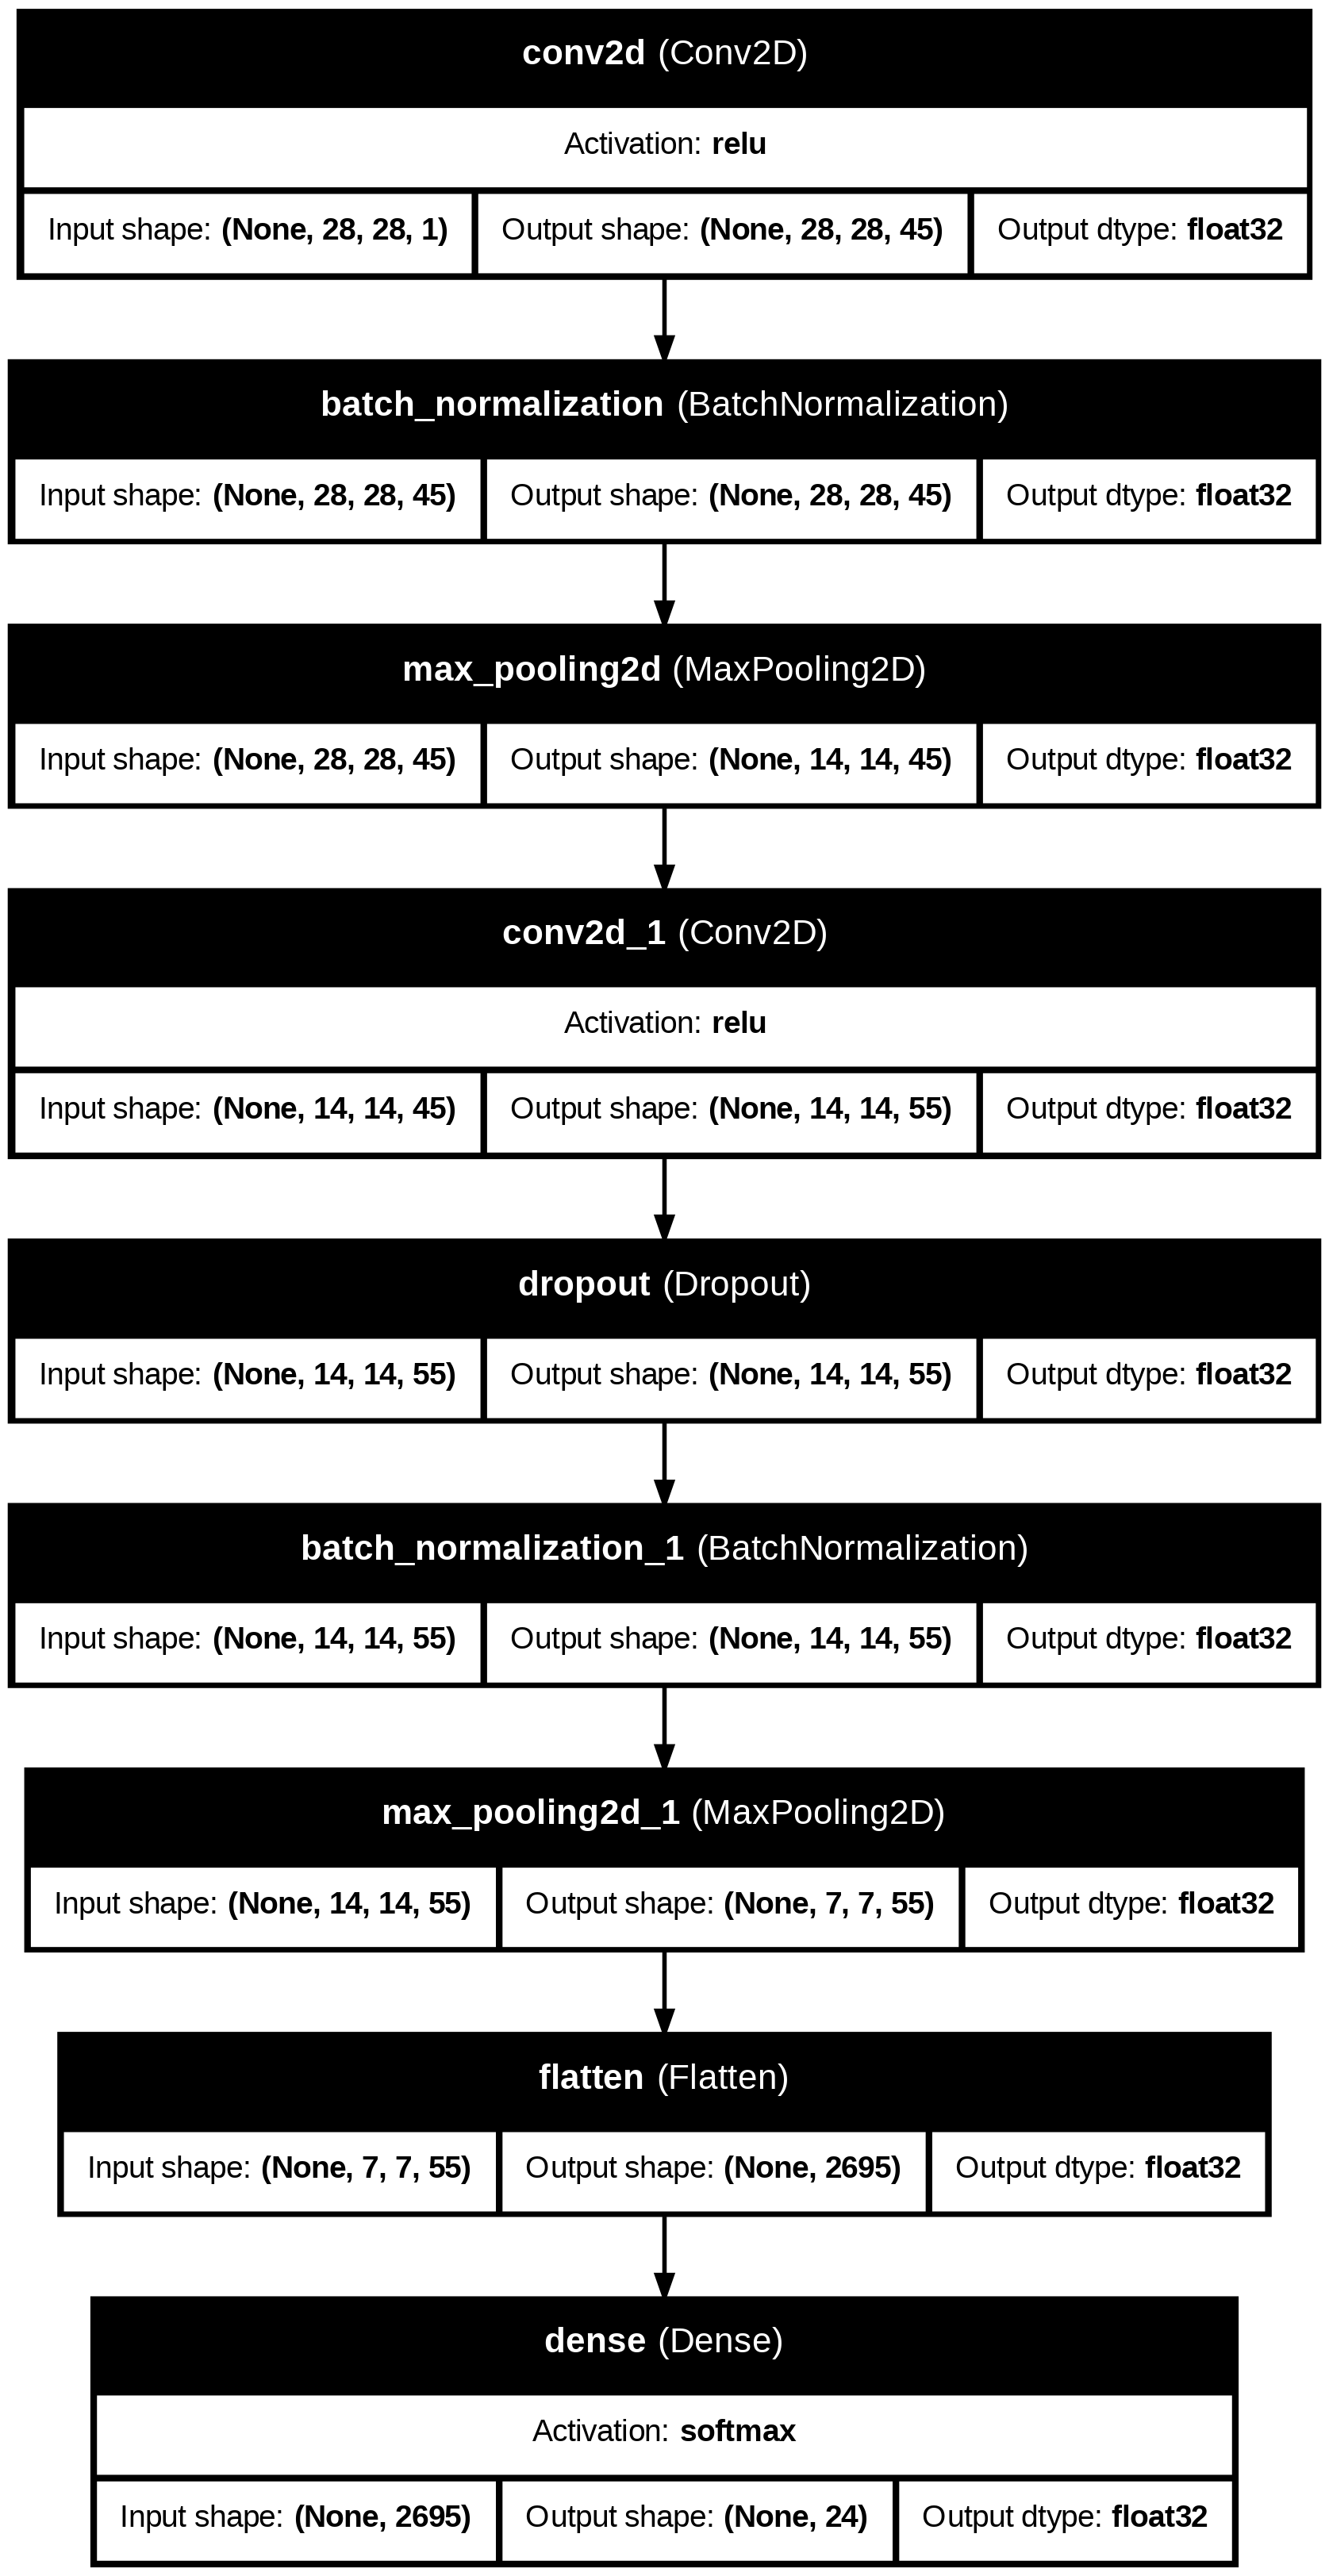 conv2d (Conv2D)
Activation: relu
Input shape: (None, 28, 28, 1) Output shape: (None, 28, 28, 45) Output dtype: float32
batch_normalization (BatchNormalization)
Input shape: (None, 28, 28, 45) Output shape: (None, 28, 28, 45) Output dtype: float32
max_pooling2d (MaxPooling2D)
Input shape: (None, 28, 28, 45) Output shape: (None, 14, 14, 45) Output dtype: float32
conv2d_1 (Conv2D)
Activation: relu
Input shape: (None, 14, 14, 45) Output shape: (None, 14, 14, 55) Output dtype: float32
dropout (Dropout)
Input shape: (None, 14, 14, 55) Output shape: (None, 14, 14, 55) Output dtype: float32
batch_normalization_1 (BatchNormalization)
Input shape: (None, 14, 14, 55) Output shape: (None, 14, 14, 55) Output dtype: float32
max_pooling2d_1 (MaxPooling2D)
Input shape: (None, 14, 14, 55) Output shape: (None, 7, 7, 55) Output dtype: float32
flatten (Flatten)
Input shape: (None, 7, 7, 55) Output shape: (None, 2695) Output dtype: float32
dense (Dense)
Activation: softmax
Input shape: (None, 2695) Output shape: (None, 24) Output dtype: float32